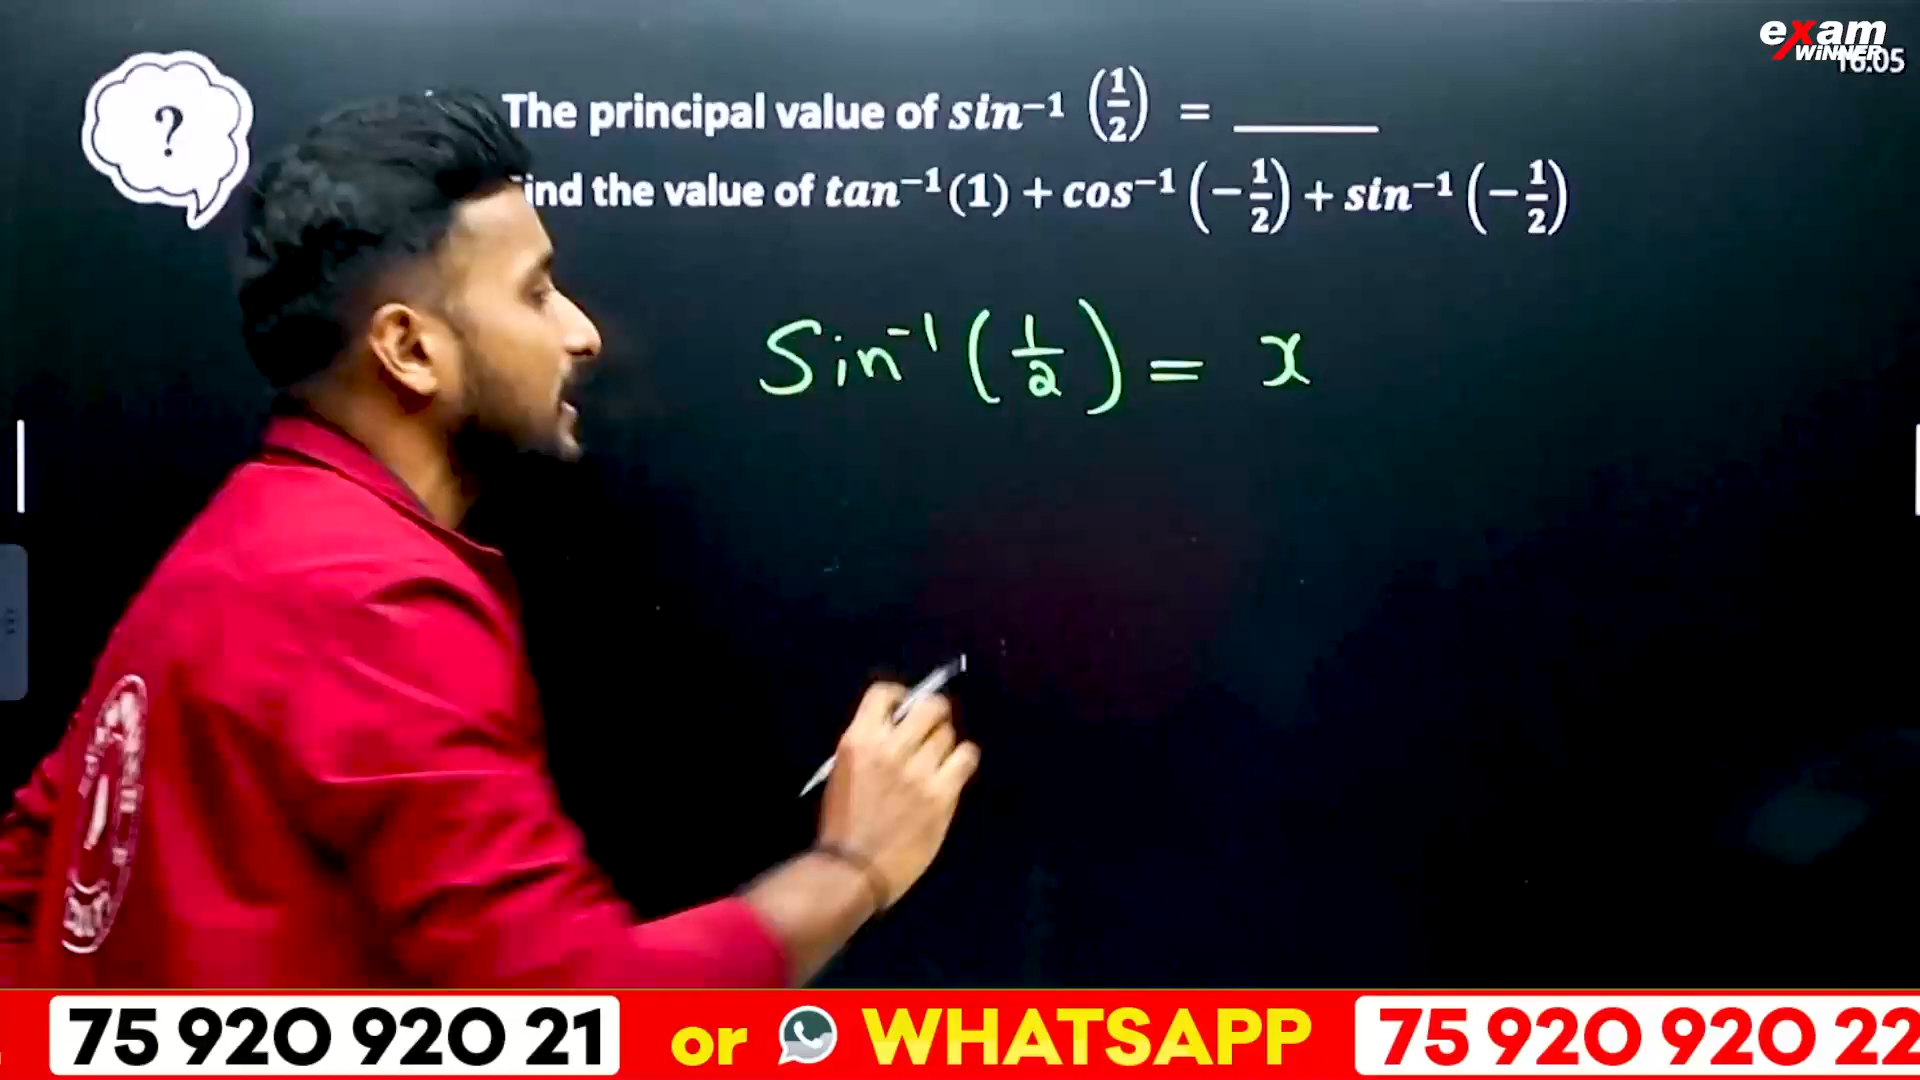 exam
WiNNER
16:05
?
The principal value of sin⁻¹ (1/2) = ______
ind the value of tan⁻¹(1) + cos⁻¹ (−1/2) + sin⁻¹ (−1/2)
Sin⁻¹ (1/2) = x
75 920 920 21 or WHATSAPP 75 920 920 22